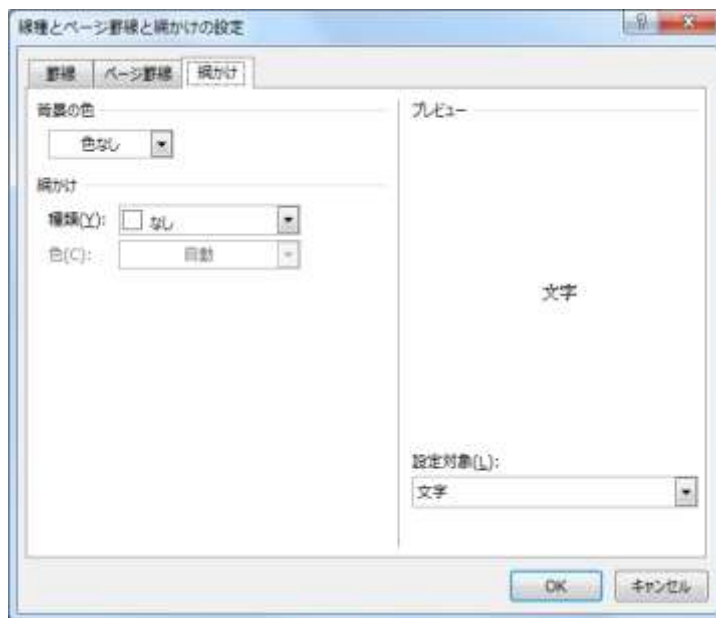 線種とページ罫線と網かけの設定
罫線 ページ罫線 網かけ
背景の色
色なし
網かけ
種類(Y): なし
色(C): 自動
プレビュー
文字
設定対象(L):
文字
OK キャンセル